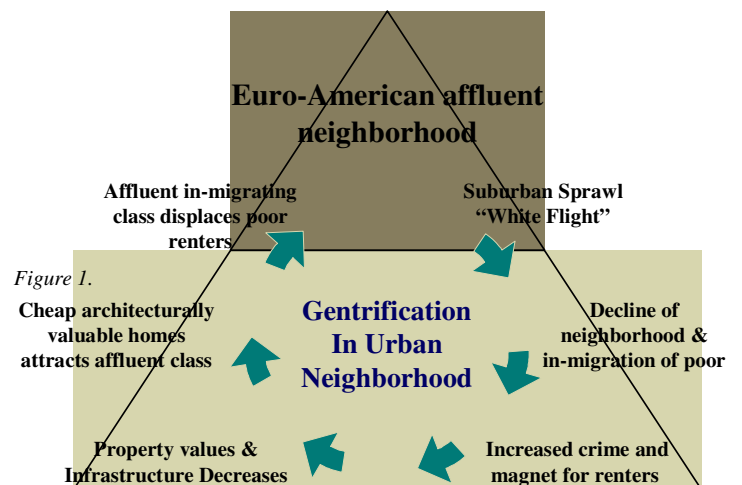 Euro-American affluent
neighborhood
Affluent in-migrating
class displaces poor
renters
Suburban Sprawl
“White Flight”
Figure 1.
Cheap architecturally
valuable homes
attracts affluent class
Gentrification
In Urban
Neighborhood
Decline of
neighborhood &
in-migration of poor
Property values &
Infrastructure Decreases
Increased crime and
magnet for renters